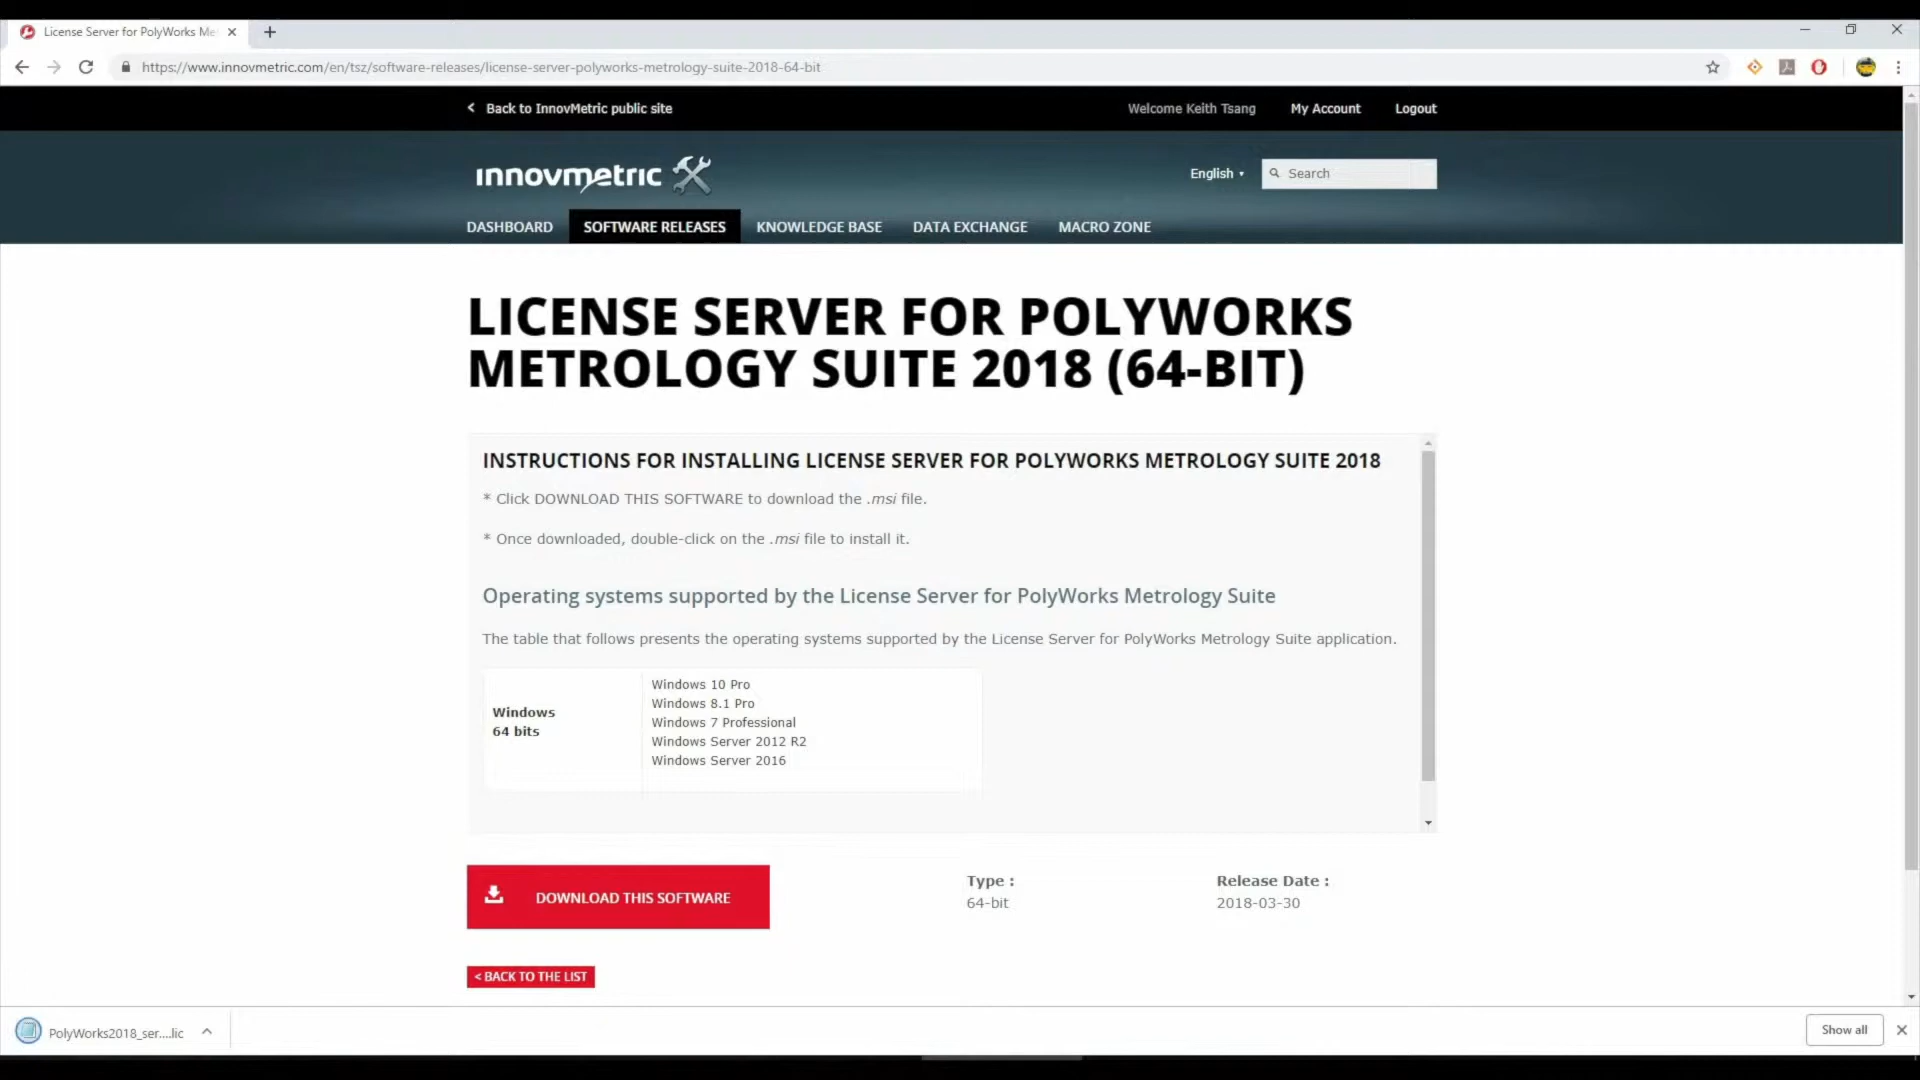 License Server for PolyWorks Me
https://www.innovmetric.com/en/tsz/software-releases/license-server-polyworks-metrology-suite-2018-64-bit
< Back to InnovMetric public site
Welcome Keith Tsang
My Account
Logout
innovmetric
English
Search
DASHBOARD
SOFTWARE RELEASES
KNOWLEDGE BASE
DATA EXCHANGE
MACRO ZONE
LICENSE SERVER FOR POLYWORKS
METROLOGY SUITE 2018 (64-BIT)
INSTRUCTIONS FOR INSTALLING LICENSE SERVER FOR POLYWORKS METROLOGY SUITE 2018
* Click DOWNLOAD THIS SOFTWARE to download the .msi file.
* Once downloaded, double-click on the .msi file to install it.
Operating systems supported by the License Server for PolyWorks Metrology Suite
The table that follows presents the operating systems supported by the License Server for PolyWorks Metrology Suite application.
Windows
64 bits
Windows 10 Pro
Windows 8.1 Pro
Windows 7 Professional
Windows Server 2012 R2
Windows Server 2016
DOWNLOAD THIS SOFTWARE
Type :
64-bit
Release Date :
2018-03-30
< BACK TO THE LIST
PolyWorks2018_ser....lic
Show all